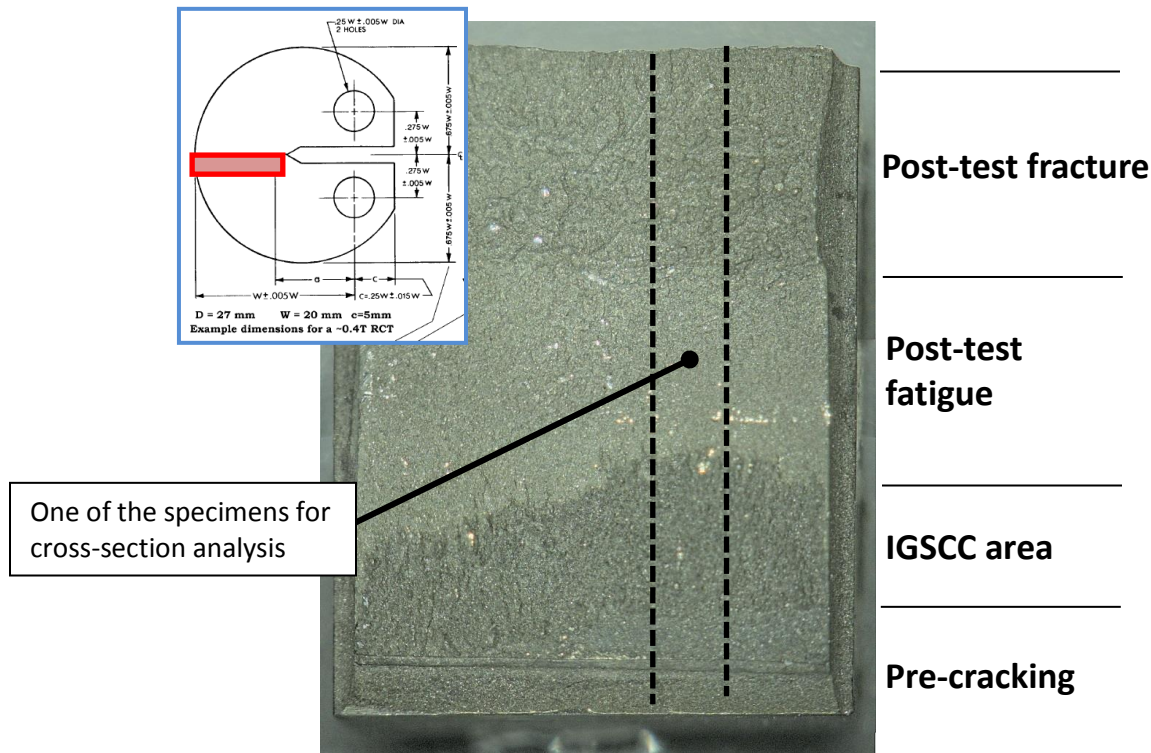 .25 W ± .005W DIA
2 HOLES
.275W
±.005W
.275W
±.005W
.675W±.005W
.675W±.005W
a
c
W±.005W
C=.25W±.015W
D = 27 mm W = 20 mm c=5mm
Example dimensions for a ~0.4T RCT
Post-test fracture
Post-test
fatigue
One of the specimens for
cross-section analysis
IGSCC area
Pre-cracking